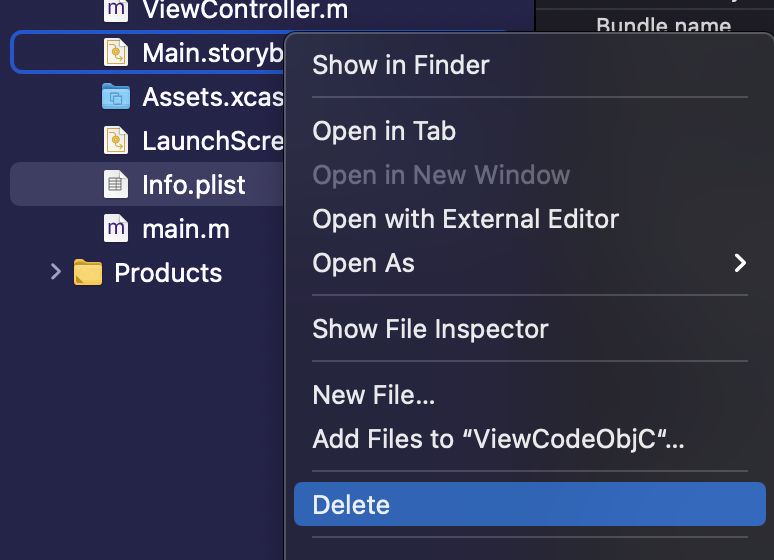 ViewController.m
Bundle name
Main.storyb
Show in Finder
Assets.xcas
Open in Tab
LaunchScre
Open in New Window
Info.plist
Open with External Editor
main.m
Open As
Products
Show File Inspector
New File...
Add Files to “ViewCodeObjC“...
Delete